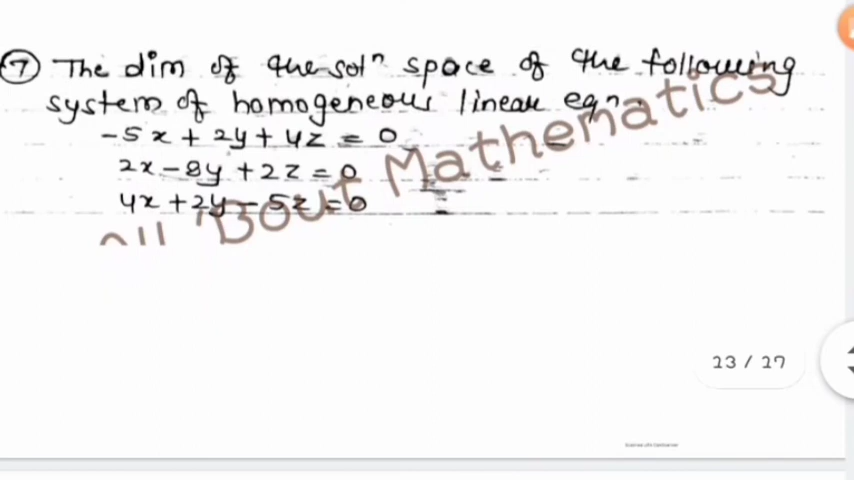 ⑦ The dim of the solⁿ space of the following
system of homogeneous linear eqⁿ.
-5x + 2y + 4z = 0
2x - 8y + 2z = 0
4x + 2y - 5z = 0
All 'Bout Mathematics
23 / 27